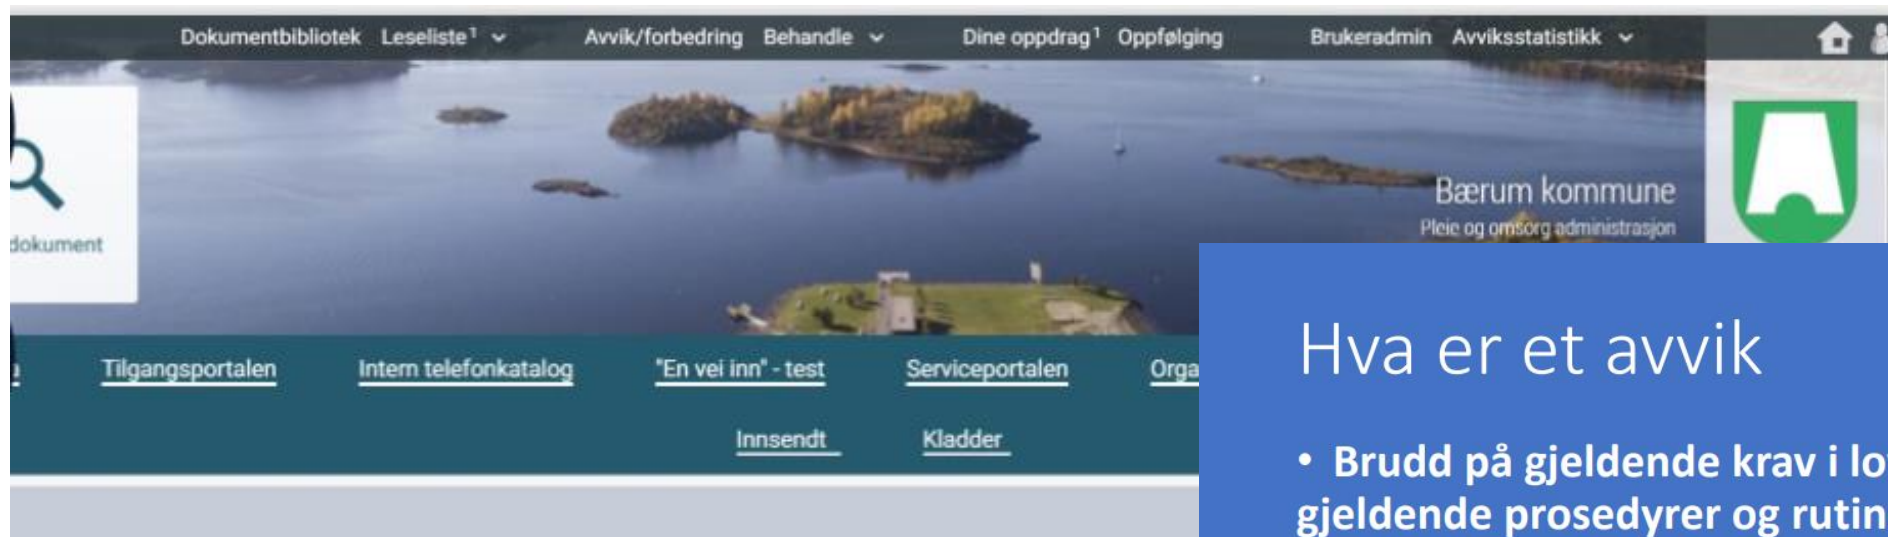 Dokumentbibliotek Leseliste¹ Avvik/forbedring Behandle Dine oppdrag¹ Oppfølging Brukeradmin Avviksstatistikk
dokument
Bærum kommune
Pleie og omsorg administrasjon
Tilgangsportalen Intern telefonkatalog "En vei inn" - test Serviceportalen Orga
Innsendt Kladder
Hva er et avvik
• Brudd på gjeldende krav i lo
gjeldende prosedyrer og rutin